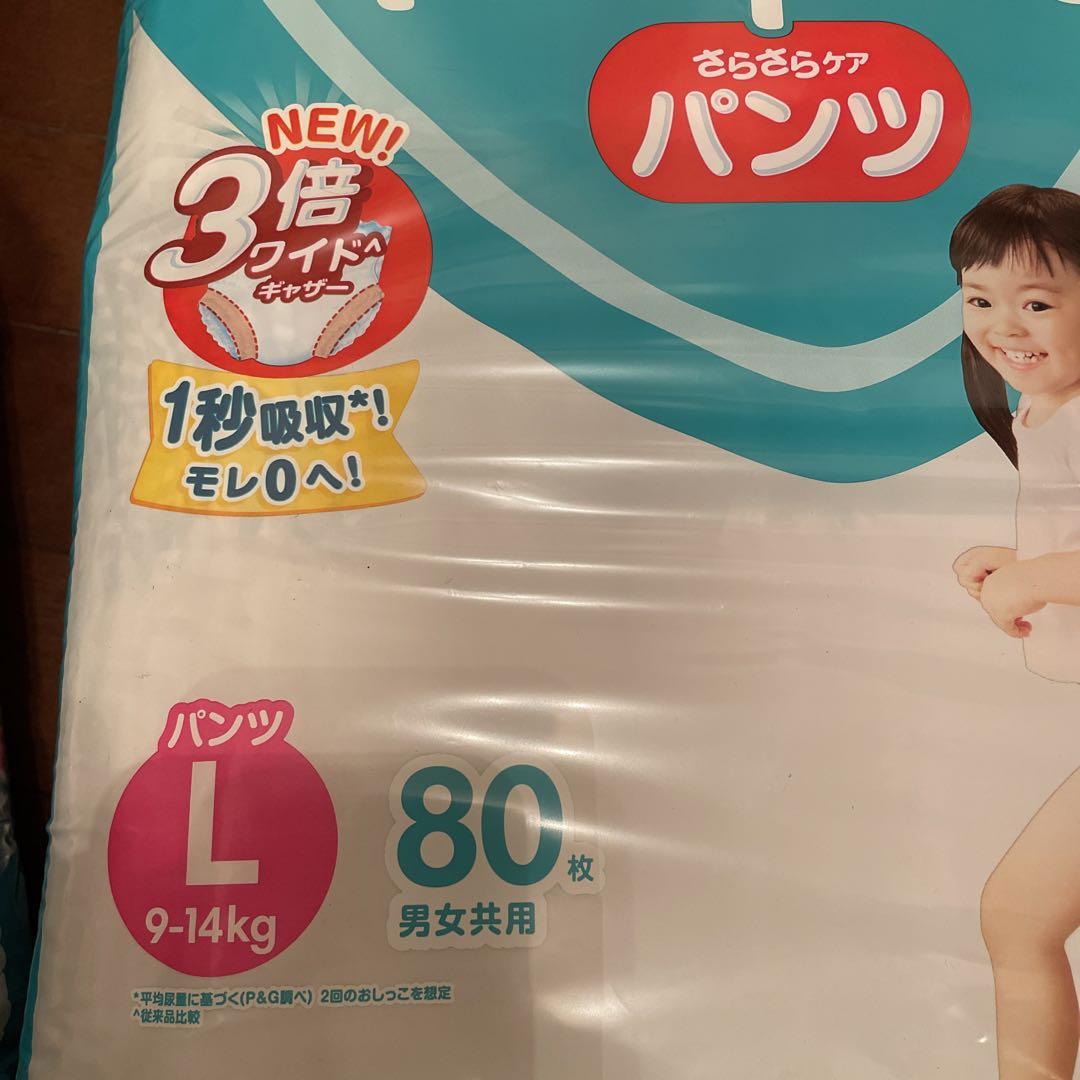 さらさらケア
パンツ
NEW!
3倍
ワイド^
ギャザー
1秒吸収*!
モレ0へ!
パンツ
L
9-14kg
80枚
男女共用
*平均尿量に基づく(P&G調べ) 2回のおしっこを想定
^従来品比較